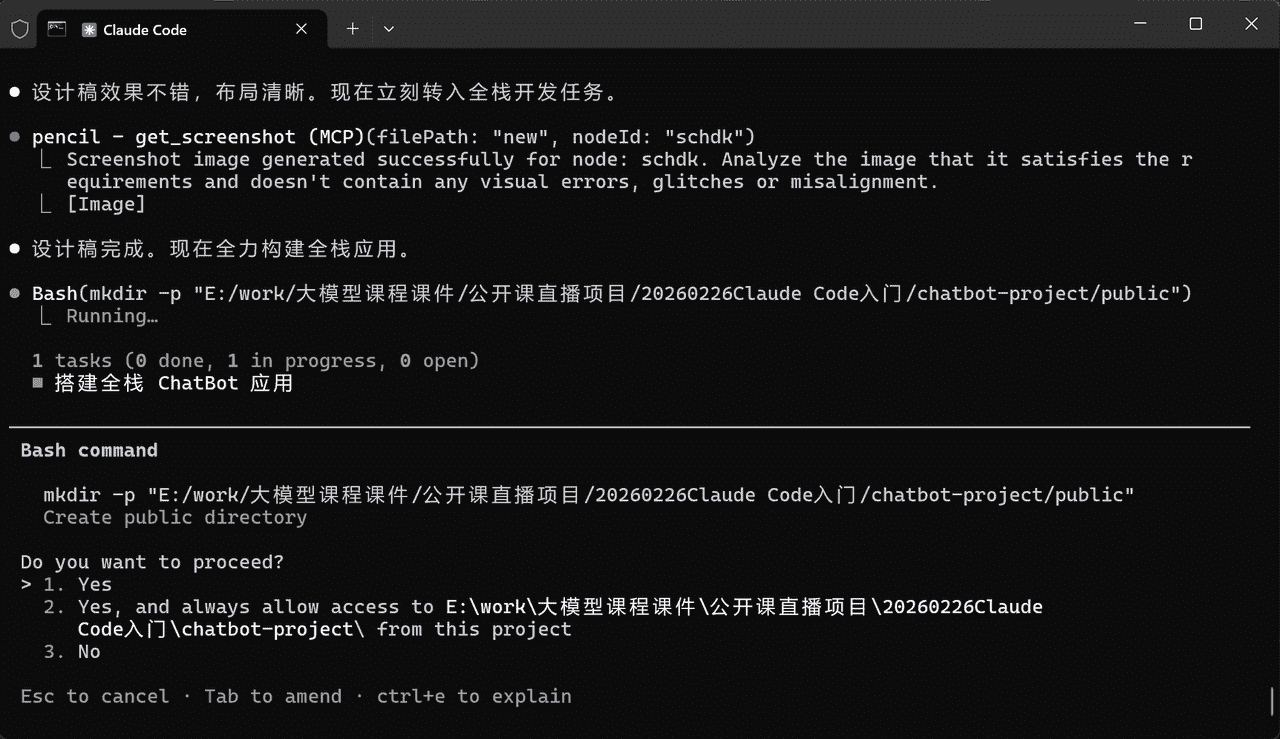 Claude Code
● 设计稿效果不错，布局清晰。现在立刻转入全栈开发任务。
● pencil - get_screenshot (MCP)(filePath: "new", nodeId: "schdk")
⎿ Screenshot image generated successfully for node: schdk. Analyze the image that it satisfies the r
equirements and doesn't contain any visual errors, glitches or misalignment.
⎿ [Image]
● 设计稿完成。现在全力构建全栈应用。
● Bash(mkdir -p "E:/work/大模型课程课件/公开课直播项目/20260226Claude Code入门/chatbot-project/public")
⎿ Running…
1 tasks (0 done, 1 in progress, 0 open)
■ 搭建全栈 ChatBot 应用
Bash command
mkdir -p "E:/work/大模型课程课件/公开课直播项目/20260226Claude Code入门/chatbot-project/public"
Create public directory
Do you want to proceed?
> 1. Yes
2. Yes, and always allow access to E:\work\大模型课程课件\公开课直播项目\20260226Claude
Code入门\chatbot-project\ from this project
3. No
Esc to cancel · Tab to amend · ctrl+e to explain